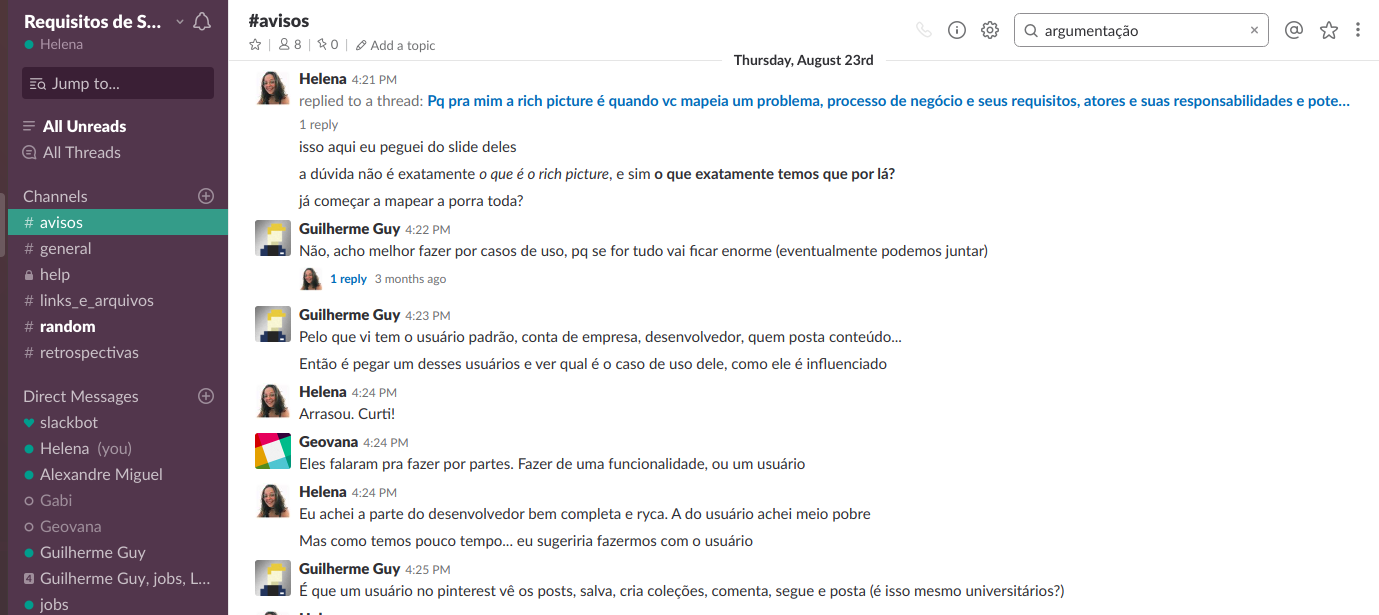 Requisitos de S...
Helena
Jump to...
All Unreads
All Threads
Channels
# avisos
# general
help
# links_e_arquivos
# random
# retrospectivas
Direct Messages
slackbot
Helena (you)
Alexandre Miguel
Gabi
Geovana
Guilherme Guy
4 Guilherme Guy, jobs, L...
jobs
#avisos
8 | 0 | Add a topic
argumentação ×
Thursday, August 23rd
Helena 4:21 PM
replied to a thread: Pq pra mim a rich picture é quando vc mapeia um problema, processo de negócio e seus requisitos, atores e suas responsabilidades e pote...
1 reply
isso aqui eu peguei do slide deles
a dúvida não é exatamente o que é o rich picture, e sim o que exatamente temos que por lá?
já começar a mapear a porra toda?
Guilherme Guy 4:22 PM
Não, acho melhor fazer por casos de uso, pq se for tudo vai ficar enorme (eventualmente podemos juntar)
1 reply 3 months ago
Guilherme Guy 4:23 PM
Pelo que vi tem o usuário padrão, conta de empresa, desenvolvedor, quem posta conteúdo...
Então é pegar um desses usuários e ver qual é o caso de uso dele, como ele é influenciado
Helena 4:24 PM
Arrasou. Curti!
Geovana 4:24 PM
Eles falaram pra fazer por partes. Fazer de uma funcionalidade, ou um usuário
Helena 4:24 PM
Eu achei a parte do desenvolvedor bem completa e ryca. A do usuário achei meio pobre
Mas como temos pouco tempo... eu sugeriria fazermos com o usuário
Guilherme Guy 4:25 PM
É que um usuário no pinterest vê os posts, salva, cria coleções, comenta, segue e posta (é isso mesmo universitários?)